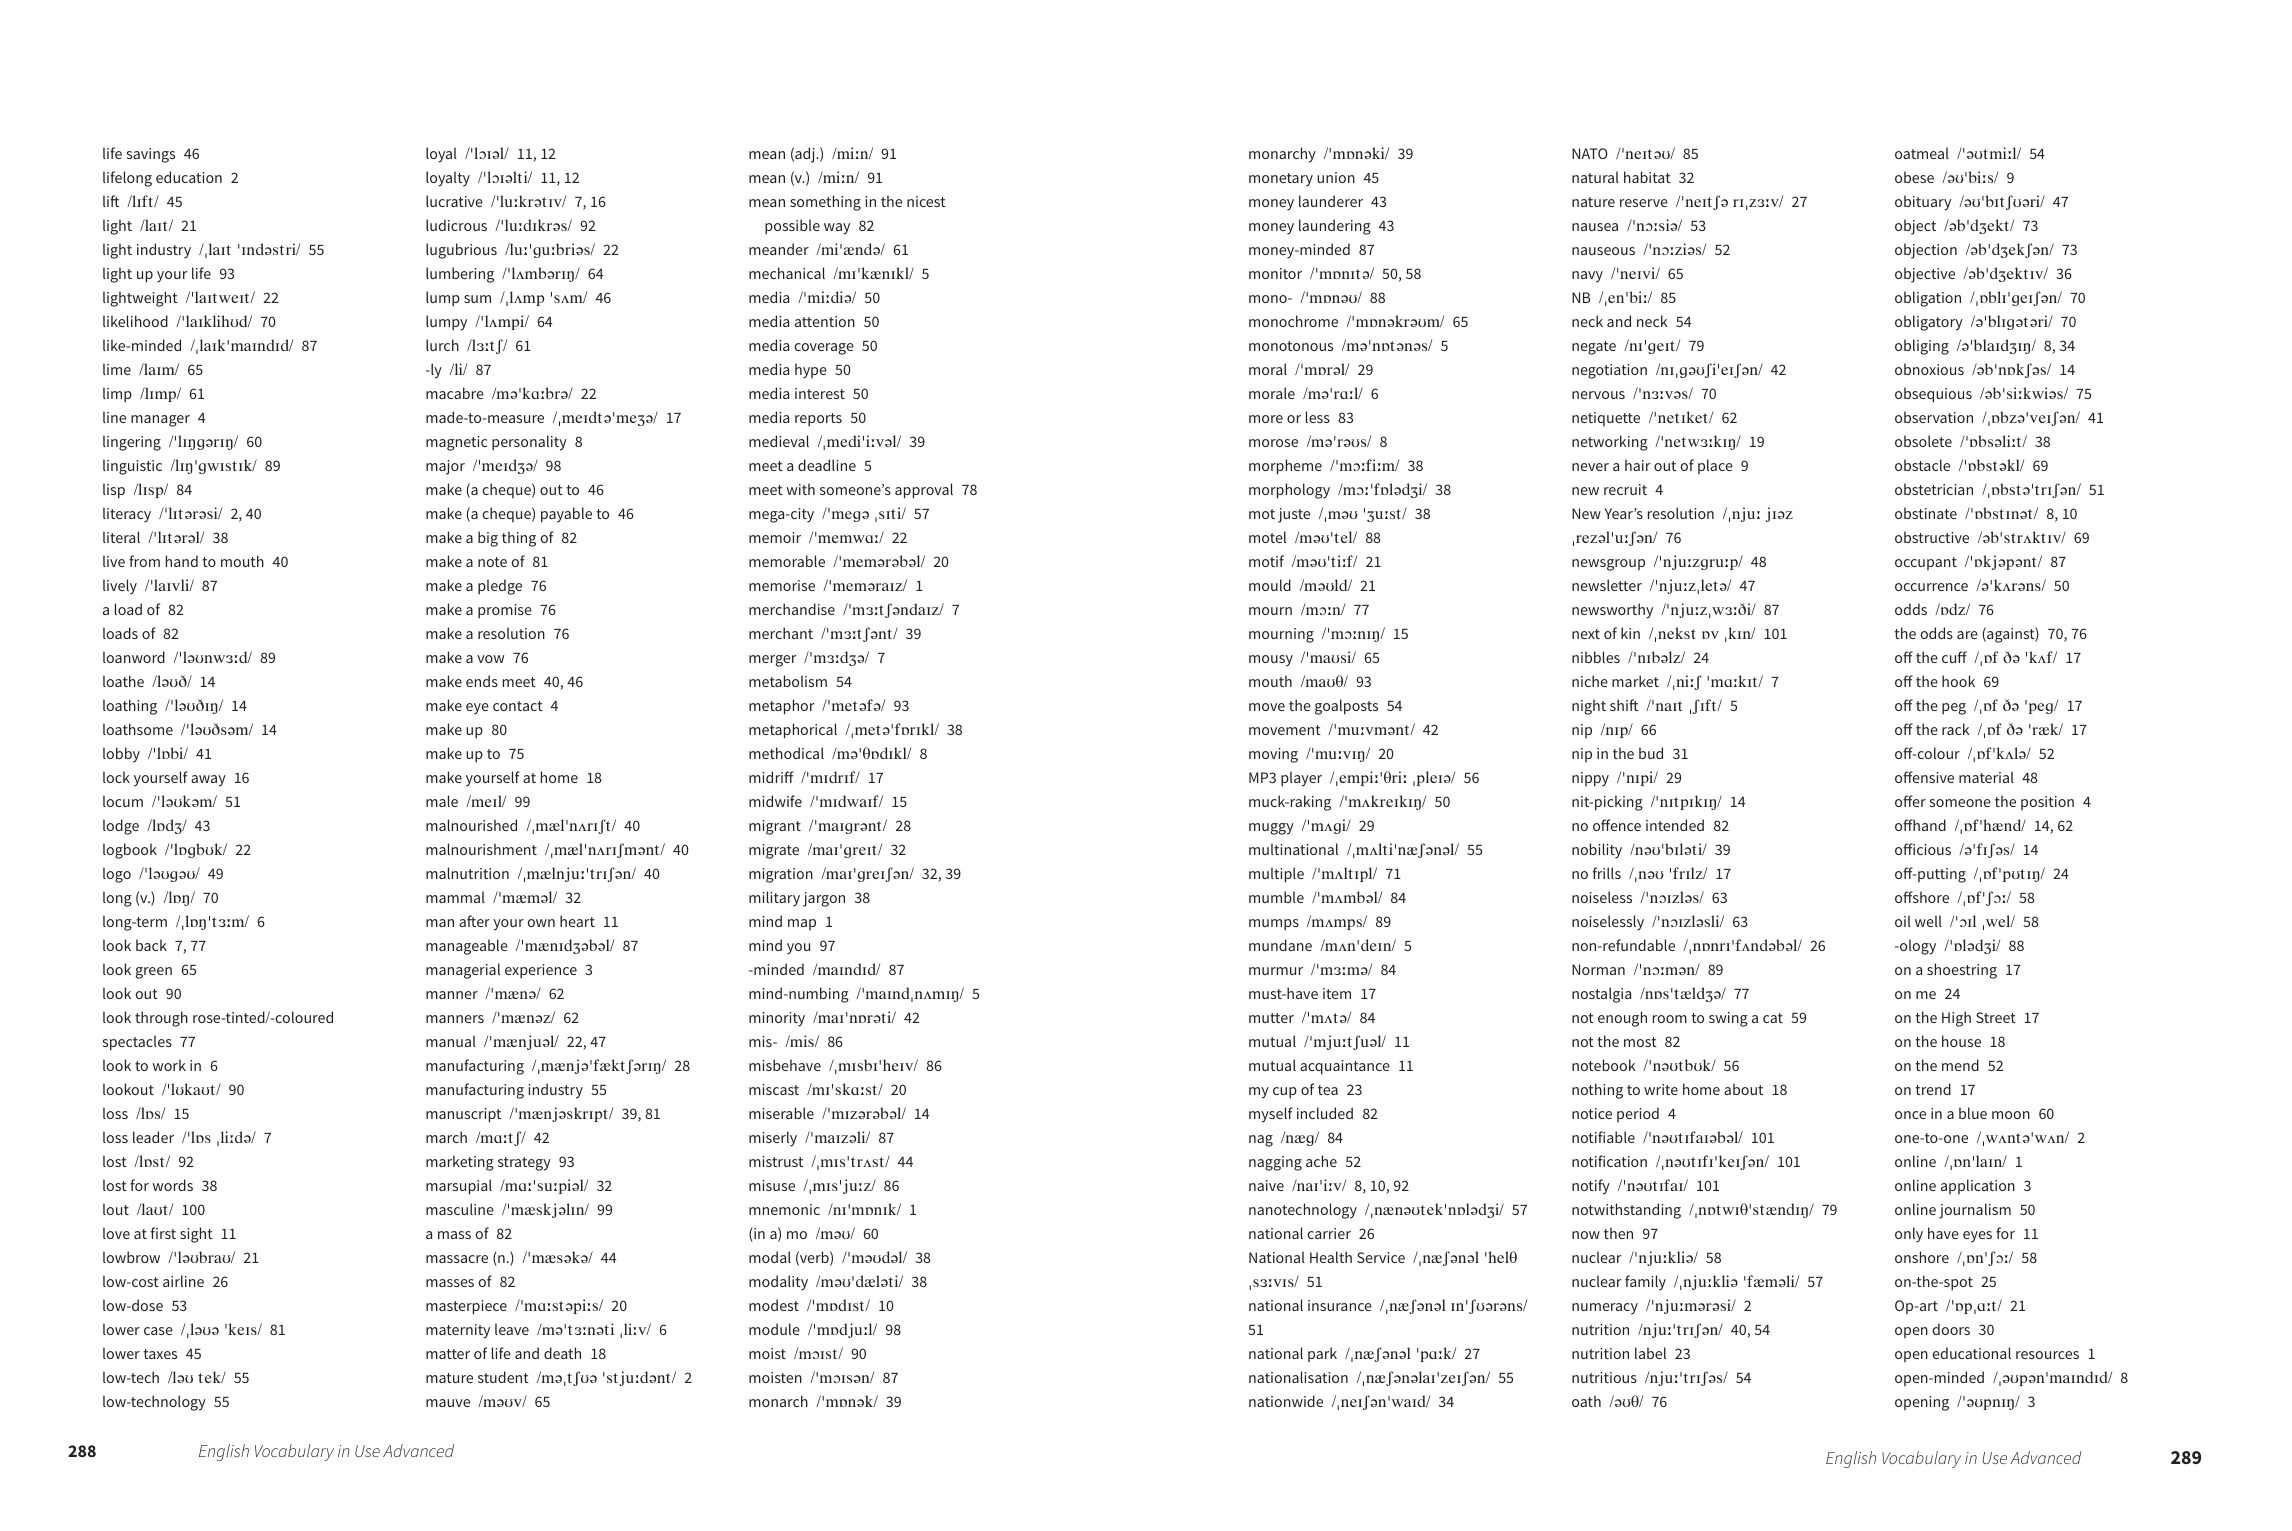 life savings 46
lifelong education 2
lift /lɪft/ 45
light /laɪt/ 21
light industry /ˌlaɪt ˈɪndəstri/ 55
light up your life 93
lightweight /ˈlaɪtweɪt/ 22
likelihood /ˈlaɪklihʊd/ 70
like-minded /ˌlaɪkˈmaɪndɪd/ 87
lime /laɪm/ 65
limp /lɪmp/ 61
line manager 4
lingering /ˈlɪŋgərɪŋ/ 60
linguistic /lɪŋˈgwɪstɪk/ 89
lisp /lɪsp/ 84
literacy /ˈlɪtərəsi/ 2, 40
literal /ˈlɪtərəl/ 38
live from hand to mouth 40
lively /ˈlaɪvli/ 87
a load of 82
loads of 82
loanword /ˈləʊnwɜːd/ 89
loathe /ləʊð/ 14
loathing /ˈləʊðɪŋ/ 14
loathsome /ˈləʊðsəm/ 14
lobby /ˈlɒbi/ 41
lock yourself away 16
locum /ˈləʊkəm/ 51
lodge /lɒdʒ/ 43
logbook /ˈlɒgbʊk/ 22
logo /ˈləʊgəʊ/ 49
long (v.) /lɒŋ/ 70
long-term /ˌlɒŋˈtɜːm/ 6
look back 7, 77
look green 65
look out 90
look through rose-tinted/-coloured
spectacles 77
look to work in 6
lookout /ˈlʊkaʊt/ 90
loss /lɒs/ 15
loss leader /ˈlɒs ˌliːdə/ 7
lost /lɒst/ 92
lost for words 38
lout /laʊt/ 100
love at first sight 11
lowbrow /ˈləʊbraʊ/ 21
low-cost airline 26
low-dose 53
lower case /ˌləʊə ˈkeɪs/ 81
lower taxes 45
low-tech /ləʊ tek/ 55
low-technology 55
loyal /ˈlɔɪəl/ 11, 12
loyalty /ˈlɔɪəlti/ 11, 12
lucrative /ˈluːkrətɪv/ 7, 16
ludicrous /ˈluːdɪkrəs/ 92
lugubrious /luːˈguːbriəs/ 22
lumbering /ˈlʌmbərɪŋ/ 64
lump sum /ˌlʌmp ˈsʌm/ 46
lumpy /ˈlʌmpi/ 64
lurch /lɜːtʃ/ 61
-ly /li/ 87
macabre /məˈkɑːbrə/ 22
made-to-measure /ˌmeɪdtəˈmeʒə/ 17
magnetic personality 8
major /ˈmeɪdʒə/ 98
make (a cheque) out to 46
make (a cheque) payable to 46
make a big thing of 82
make a note of 81
make a pledge 76
make a promise 76
make a resolution 76
make a vow 76
make ends meet 40, 46
make eye contact 4
make up 80
make up to 75
make yourself at home 18
male /meɪl/ 99
malnourished /ˌmælˈnʌrɪʃt/ 40
malnourishment /ˌmælˈnʌrɪʃmənt/ 40
malnutrition /ˌmælnjuːˈtrɪʃən/ 40
mammal /ˈmæməl/ 32
man after your own heart 11
manageable /ˈmænɪdʒəbəl/ 87
managerial experience 3
manner /ˈmænə/ 62
manners /ˈmænəz/ 62
manual /ˈmænjuəl/ 22, 47
manufacturing /ˌmænjəˈfæktʃərɪŋ/ 28
manufacturing industry 55
manuscript /ˈmænjəskrɪpt/ 39, 81
march /mɑːtʃ/ 42
marketing strategy 93
marsupial /mɑːˈsuːpiəl/ 32
masculine /ˈmæskjəlɪn/ 99
a mass of 82
massacre (n.) /ˈmæsəkə/ 44
masses of 82
masterpiece /ˈmɑːstəpiːs/ 20
maternity leave /məˈtɜːnəti ˌliːv/ 6
matter of life and death 18
mature student /məˌtʃʊə ˈstjuːdənt/ 2
mauve /məʊv/ 65
mean (adj.) /miːn/ 91
mean (v.) /miːn/ 91
mean something in the nicest
possible way 82
meander /miˈændə/ 61
mechanical /mɪˈkænɪkl/ 5
media /ˈmiːdiə/ 50
media attention 50
media coverage 50
media hype 50
media interest 50
media reports 50
medieval /ˌmediˈiːvəl/ 39
meet a deadline 5
meet with someone’s approval 78
mega-city /ˈmegə ˌsɪti/ 57
memoir /ˈmemwɑː/ 22
memorable /ˈmemərəbəl/ 20
memorise /ˈmeməraɪz/ 1
merchandise /ˈmɜːtʃəndaɪz/ 7
merchant /ˈmɜːtʃənt/ 39
merger /ˈmɜːdʒə/ 7
metabolism 54
metaphor /ˈmetəfə/ 93
metaphorical /ˌmetəˈfɒrɪkl/ 38
methodical /məˈθɒdɪkl/ 8
midriff /ˈmɪdrɪf/ 17
midwife /ˈmɪdwaɪf/ 15
migrant /ˈmaɪgrənt/ 28
migrate /maɪˈgreɪt/ 32
migration /maɪˈgreɪʃən/ 32, 39
military jargon 38
mind map 1
mind you 97
-minded /maɪndɪd/ 87
mind-numbing /ˈmaɪndˌnʌmɪŋ/ 5
minority /maɪˈnɒrəti/ 42
mis- /mis/ 86
misbehave /ˌmɪsbɪˈheɪv/ 86
miscast /mɪˈskɑːst/ 20
miserable /ˈmɪzərəbəl/ 14
miserly /ˈmaɪzəli/ 87
mistrust /ˌmɪsˈtrʌst/ 44
misuse /ˌmɪsˈjuːz/ 86
mnemonic /nɪˈmɒnɪk/ 1
(in a) mo /məʊ/ 60
modal (verb) /ˈməʊdəl/ 38
modality /məʊˈdæləti/ 38
modest /ˈmɒdɪst/ 10
module /ˈmɒdjuːl/ 98
moist /mɔɪst/ 90
moisten /ˈmɔɪsən/ 87
monarch /ˈmɒnək/ 39
288 English Vocabulary in Use Advanced
monarchy /ˈmɒnəki/ 39
monetary union 45
money launderer 43
money laundering 43
money-minded 87
monitor /ˈmɒnɪtə/ 50, 58
mono- /ˈmɒnəʊ/ 88
monochrome /ˈmɒnəkrəʊm/ 65
monotonous /məˈnɒtənəs/ 5
moral /ˈmɒrəl/ 29
morale /məˈrɑːl/ 6
more or less 83
morose /məˈrəʊs/ 8
morpheme /ˈmɔːfiːm/ 38
morphology /mɔːˈfɒlədʒi/ 38
mot juste /ˌməʊ ˈʒuːst/ 38
motel /məʊˈtel/ 88
motif /məʊˈtiːf/ 21
mould /məʊld/ 21
mourn /mɔːn/ 77
mourning /ˈmɔːnɪŋ/ 15
mousy /ˈmaʊsi/ 65
mouth /maʊθ/ 93
move the goalposts 54
movement /ˈmuːvmənt/ 42
moving /ˈmuːvɪŋ/ 20
MP3 player /ˌempiːˈθriː ˌpleɪə/ 56
muck-raking /ˈmʌkreɪkɪŋ/ 50
muggy /ˈmʌgi/ 29
multinational /ˌmʌltiˈnæʃənəl/ 55
multiple /ˈmʌltɪpl/ 71
mumble /ˈmʌmbəl/ 84
mumps /mʌmps/ 89
mundane /mʌnˈdeɪn/ 5
murmur /ˈmɜːmə/ 84
must-have item 17
mutter /ˈmʌtə/ 84
mutual /ˈmjuːtʃuəl/ 11
mutual acquaintance 11
my cup of tea 23
myself included 82
nag /næg/ 84
nagging ache 52
naive /naɪˈiːv/ 8, 10, 92
nanotechnology /ˌnænəʊtekˈnɒlədʒi/ 57
national carrier 26
National Health Service /ˌnæʃənəl ˈhelθ
ˌsɜːvɪs/ 51
national insurance /ˌnæʃənəl ɪnˈʃʊərəns/
51
national park /ˌnæʃənəl ˈpɑːk/ 27
nationalisation /ˌnæʃənəlaɪˈzeɪʃən/ 55
nationwide /ˌneɪʃənˈwaɪd/ 34
NATO /ˈneɪtəʊ/ 85
natural habitat 32
nature reserve /ˈneɪtʃə rɪˌzɜːv/ 27
nausea /ˈnɔːsiə/ 53
nauseous /ˈnɔːziəs/ 52
navy /ˈneɪvi/ 65
NB /ˌenˈbiː/ 85
neck and neck 54
negate /nɪˈgeɪt/ 79
negotiation /nɪˌgəʊʃiˈeɪʃən/ 42
nervous /ˈnɜːvəs/ 70
netiquette /ˈnetɪket/ 62
networking /ˈnetwɜːkɪŋ/ 19
never a hair out of place 9
new recruit 4
New Year’s resolution /ˌnjuː jɪəz
ˌrezəlˈuːʃən/ 76
newsgroup /ˈnjuːzgruːp/ 48
newsletter /ˈnjuːzˌletə/ 47
newsworthy /ˈnjuːzˌwɜːði/ 87
next of kin /ˌnekst ɒv ˌkɪn/ 101
nibbles /ˈnɪbəlz/ 24
niche market /ˌniːʃ ˈmɑːkɪt/ 7
night shift /ˈnaɪt ˌʃɪft/ 5
nip /nɪp/ 66
nip in the bud 31
nippy /ˈnɪpi/ 29
nit-picking /ˈnɪtpɪkɪŋ/ 14
no offence intended 82
nobility /nəʊˈbɪləti/ 39
no frills /ˌnəʊ ˈfrɪlz/ 17
noiseless /ˈnɔɪzləs/ 63
noiselessly /ˈnɔɪzləsli/ 63
non-refundable /ˌnɒnrɪˈfʌndəbəl/ 26
Norman /ˈnɔːmən/ 89
nostalgia /nɒsˈtældʒə/ 77
not enough room to swing a cat 59
not the most 82
notebook /ˈnəʊtbʊk/ 56
nothing to write home about 18
notice period 4
notifiable /ˈnəʊtɪfaɪəbəl/ 101
notification /ˌnəʊtɪfɪˈkeɪʃən/ 101
notify /ˈnəʊtɪfaɪ/ 101
notwithstanding /ˌnɒtwɪθˈstændɪŋ/ 79
now then 97
nuclear /ˈnjuːkliə/ 58
nuclear family /ˌnjuːkliə ˈfæməli/ 57
numeracy /ˈnjuːmərəsi/ 2
nutrition /njuːˈtrɪʃən/ 40, 54
nutrition label 23
nutritious /njuːˈtrɪʃəs/ 54
oath /əʊθ/ 76
oatmeal /ˈəʊtmiːl/ 54
obese /əʊˈbiːs/ 9
obituary /əʊˈbɪtʃʊəri/ 47
object /əbˈdʒekt/ 73
objection /əbˈdʒekʃən/ 73
objective /əbˈdʒektɪv/ 36
obligation /ˌɒblɪˈgeɪʃən/ 70
obligatory /əˈblɪgətəri/ 70
obliging /əˈblaɪdʒɪŋ/ 8, 34
obnoxious /əbˈnɒkʃəs/ 14
obsequious /əbˈsiːkwiəs/ 75
observation /ˌɒbzəˈveɪʃən/ 41
obsolete /ˈɒbsəliːt/ 38
obstacle /ˈɒbstəkl/ 69
obstetrician /ˌɒbstəˈtrɪʃən/ 51
obstinate /ˈɒbstɪnət/ 8, 10
obstructive /əbˈstrʌktɪv/ 69
occupant /ˈɒkjəpənt/ 87
occurrence /əˈkʌrəns/ 50
odds /ɒdz/ 76
the odds are (against) 70, 76
off the cuff /ˌɒf ðə ˈkʌf/ 17
off the hook 69
off the peg /ˌɒf ðə ˈpeg/ 17
off the rack /ˌɒf ðə ˈræk/ 17
off-colour /ˌɒfˈkʌlə/ 52
offensive material 48
offer someone the position 4
offhand /ˌɒfˈhænd/ 14, 62
officious /əˈfɪʃəs/ 14
off-putting /ˌɒfˈpʊtɪŋ/ 24
offshore /ˌɒfˈʃɔː/ 58
oil well /ˈɔɪl ˌwel/ 58
-ology /ˈɒlədʒi/ 88
on a shoestring 17
on me 24
on the High Street 17
on the house 18
on the mend 52
on trend 17
once in a blue moon 60
one-to-one /ˌwʌntəˈwʌn/ 2
online /ˌɒnˈlaɪn/ 1
online application 3
online journalism 50
only have eyes for 11
onshore /ˌɒnˈʃɔː/ 58
on-the-spot 25
Op-art /ˈɒpˌɑːt/ 21
open doors 30
open educational resources 1
open-minded /ˌəʊpənˈmaɪndɪd/ 8
opening /ˈəʊpnɪŋ/ 3
English Vocabulary in Use Advanced 289